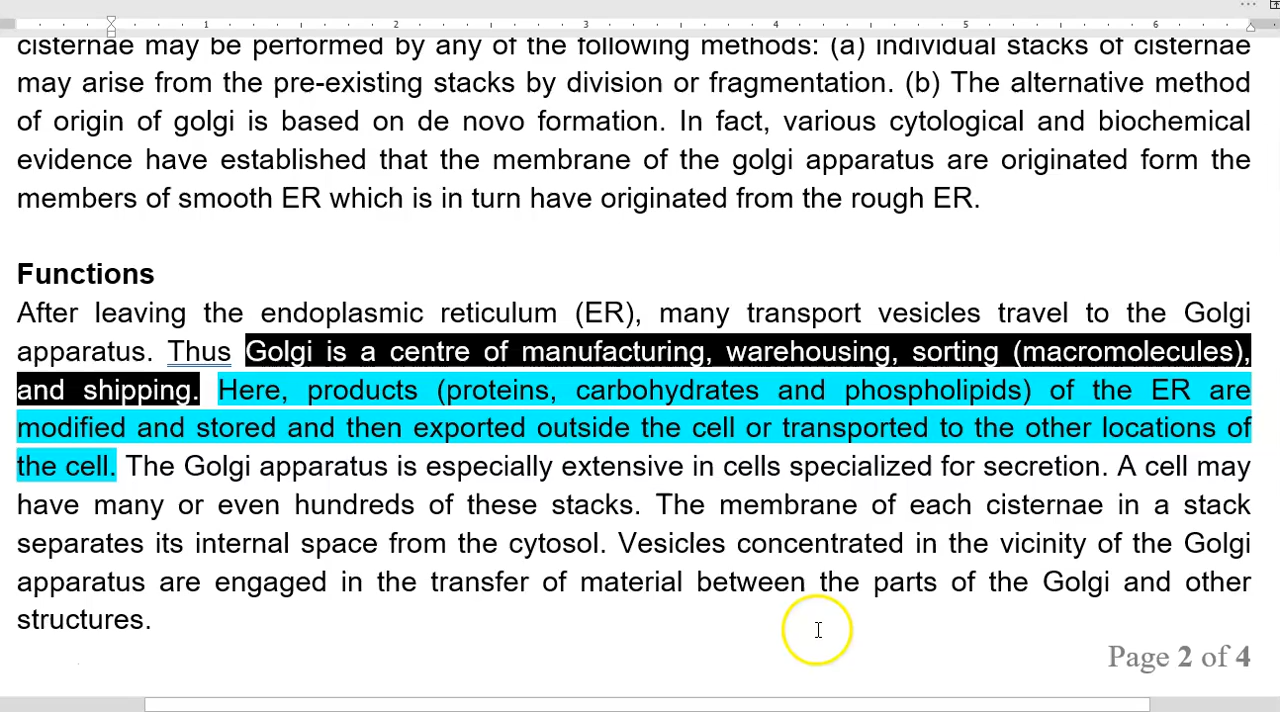 1 2 3 4 5 6
cisternae may be performed by any of the following methods: (a) individual stacks of cisternae
may arise from the pre-existing stacks by division or fragmentation. (b) The alternative method
of origin of golgi is based on de novo formation. In fact, various cytological and biochemical
evidence have established that the membrane of the golgi apparatus are originated form the
members of smooth ER which is in turn have originated from the rough ER.
Functions
After leaving the endoplasmic reticulum (ER), many transport vesicles travel to the Golgi
apparatus. Thus Golgi is a centre of manufacturing, warehousing, sorting (macromolecules),
and shipping. Here, products (proteins, carbohydrates and phospholipids) of the ER are
modified and stored and then exported outside the cell or transported to the other locations of
the cell. The Golgi apparatus is especially extensive in cells specialized for secretion. A cell may
have many or even hundreds of these stacks. The membrane of each cisternae in a stack
separates its internal space from the cytosol. Vesicles concentrated in the vicinity of the Golgi
apparatus are engaged in the transfer of material between the parts of the Golgi and other
structures.
Page 2 of 4